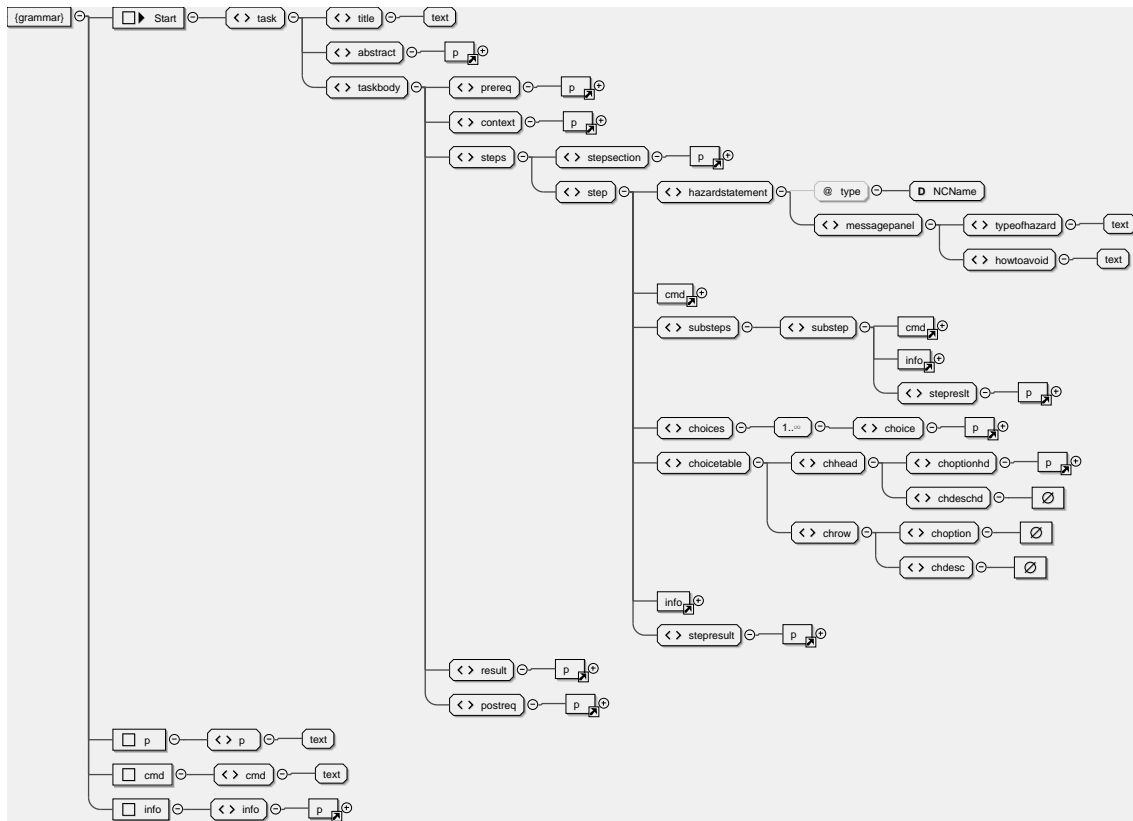 {grammar} Start <> task <> title text
<> abstract p
<> taskbody <> prereq p
<> context p
<> steps <> stepsection p
<> step <> hazardstatement @ type D NCName
<> messagepanel <> typeofhazard text
<> howtoavoid text
cmd
<> substeps <> substep cmd
info
<> stepreslt p
<> choices 1..∞ <> choice p
<> choicetable <> chhead <> choptionhd p
<> chdeschd ∅
<> chrow <> choption ∅
<> chdesc ∅
info
<> stepresult p
<> result p
<> postreq p
p <> p text
cmd <> cmd text
info <> info p